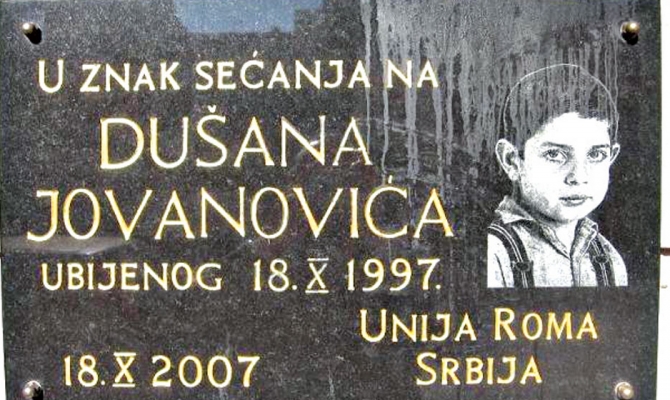 U ZNAK SEĆANJA NA
DUŠANA
JOVANOVIĆA
UBIJENOG 18.X 1997.
UNIJA ROMA
18.X 2007 SRBIJA